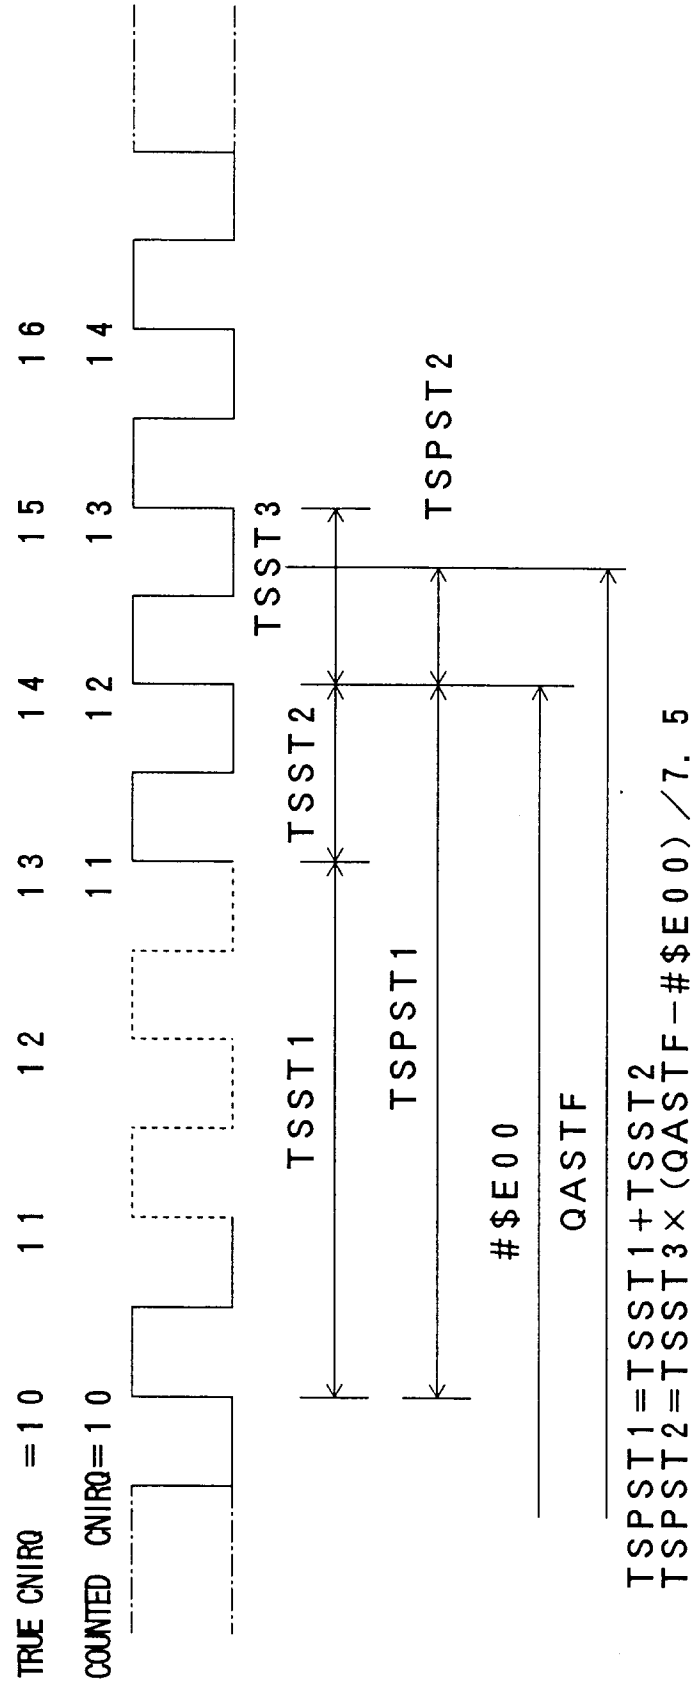 TRUE CNIRQ =10 11 12 13 14 15 16
COUNTED CNIRQ=10 11 12 13 14
TSST1 TSST2 TSST3
TSPST1 TSPST2
#$E00
QASTF
TSPST1=TSST1+TSST2
TSPST2=TSST3×(QASTF−#$E00)/7.5